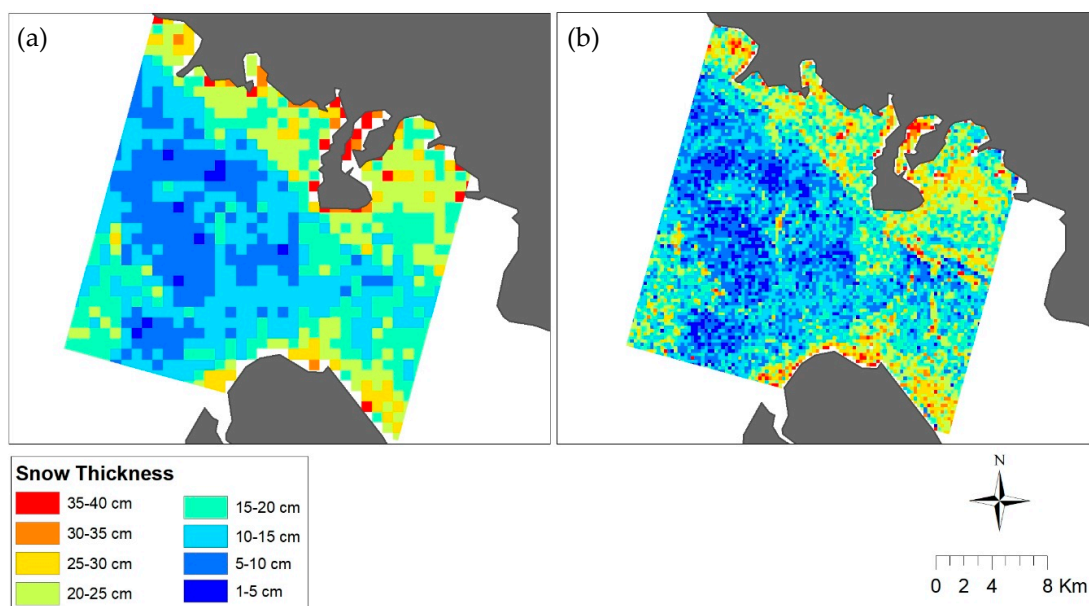 (a)
(b)
Snow Thickness
35-40 cm
30-35 cm
25-30 cm
20-25 cm
15-20 cm
10-15 cm
5-10 cm
1-5 cm
N
0 2 4 8 Km